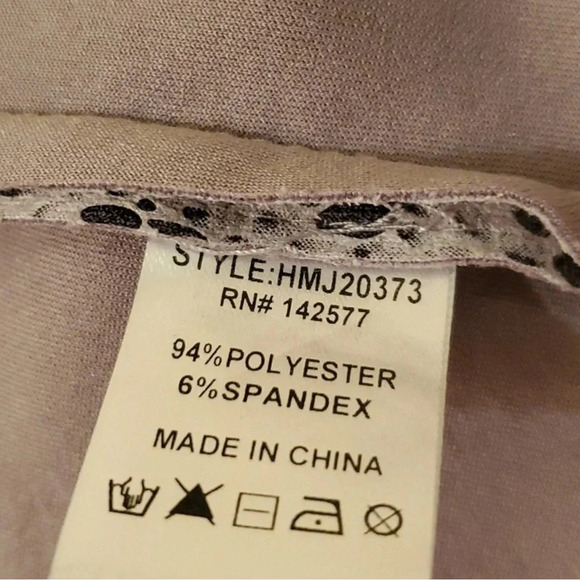 STYLE:HMJ20373
RN# 142577
94%POLYESTER
6%SPANDEX
MADE IN CHINA